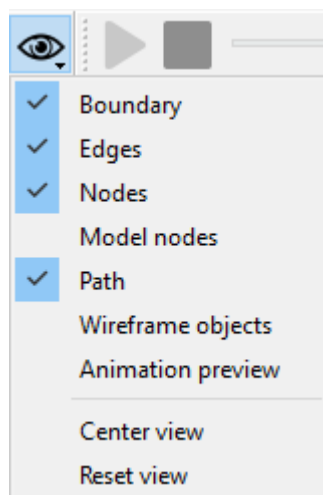 Boundary
Edges
Nodes
Model nodes
Path
Wireframe objects
Animation preview
Center view
Reset view